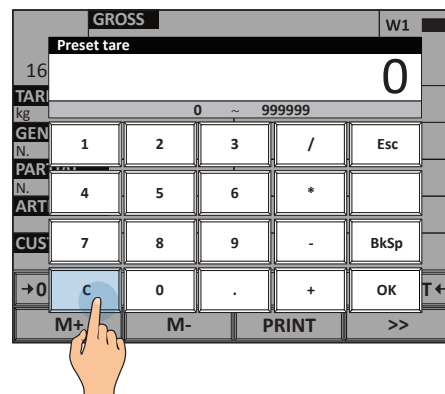 GROSS W1
Preset tare
16 0
TAR
kg 0 ~ 999999
GEN
N. 1 2 3 / Esc
PAR
N. 4 5 6 *
ART
CUS 7 8 9 - BkSp
→0 C 0 . + OK T←
M+ M- PRINT >>